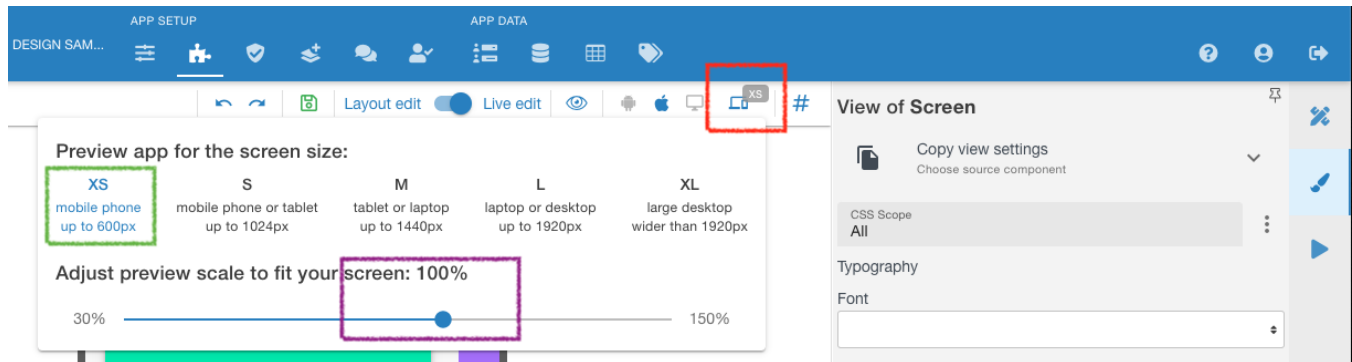 APP SETUP
APP DATA
DESIGN SAM...
Layout edit
Live edit
XS
#
View of Screen
Copy view settings
Choose source component
CSS Scope
All
Typography
Font
Preview app for the screen size:
XS
mobile phone
up to 600px
S
mobile phone or tablet
up to 1024px
M
tablet or laptop
up to 1440px
L
laptop or desktop
up to 1920px
XL
large desktop
wider than 1920px
Adjust preview scale to fit your screen: 100%
30%
150%